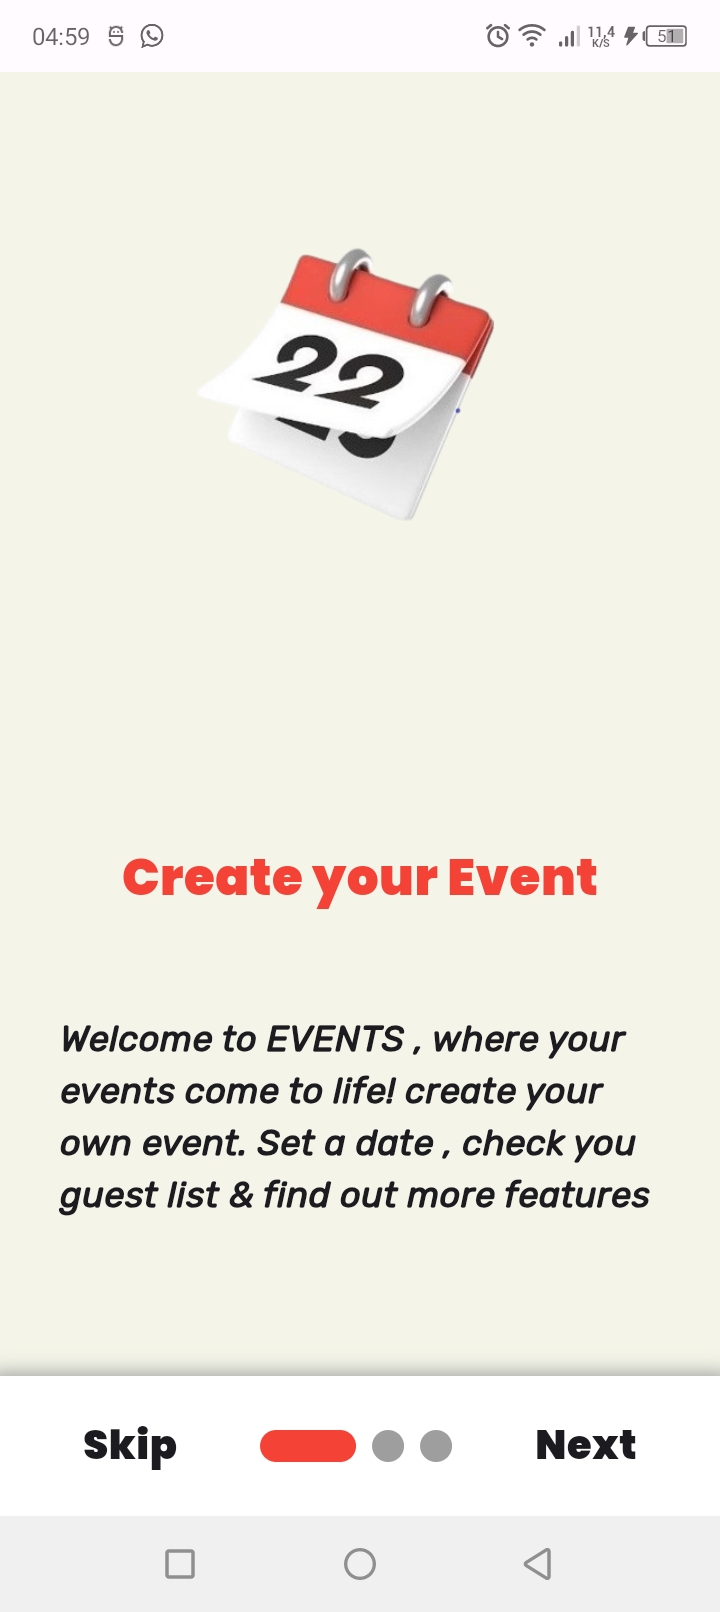 04:59 11,4 K/S 51
22
23
Create your Event
Welcome to EVENTS , where your
events come to life! create your
own event. Set a date , check you
guest list & find out more features
Skip Next